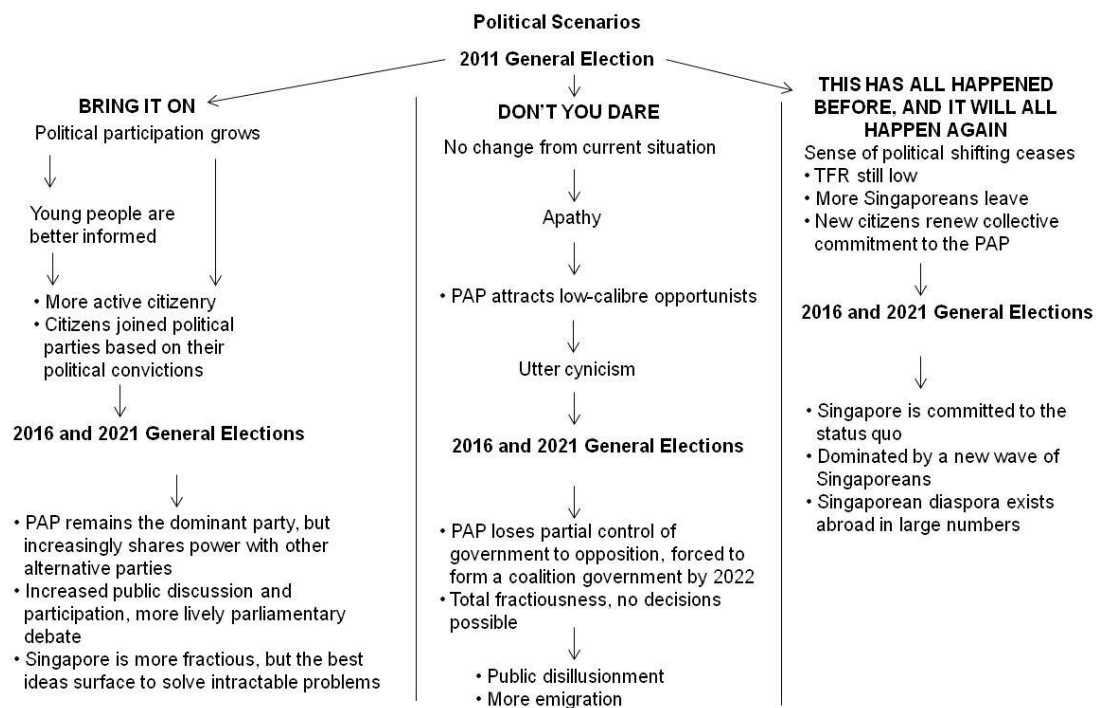 Political Scenarios
2011 General Election
BRING IT ON
Political participation grows
Young people are
better informed
• More active citizenry
• Citizens joined political
parties based on their
political convictions
2016 and 2021 General Elections
• PAP remains the dominant party, but
increasingly shares power with other
alternative parties
• Increased public discussion and
participation, more lively parliamentary
debate
• Singapore is more fractious, but the best
ideas surface to solve intractable problems
DON'T YOU DARE
No change from current situation
Apathy
• PAP attracts low-calibre opportunists
Utter cynicism
2016 and 2021 General Elections
• PAP loses partial control of
government to opposition, forced to
form a coalition government by 2022
• Total fractiousness, no decisions
possible
• Public disillusionment
• More emigration
THIS HAS ALL HAPPENED
BEFORE, AND IT WILL ALL
HAPPEN AGAIN
Sense of political shifting ceases
• TFR still low
• More Singaporeans leave
• New citizens renew collective
commitment to the PAP
2016 and 2021 General Elections
• Singapore is committed to the
status quo
• Dominated by a new wave of
Singaporeans
• Singaporean diaspora exists
abroad in large numbers